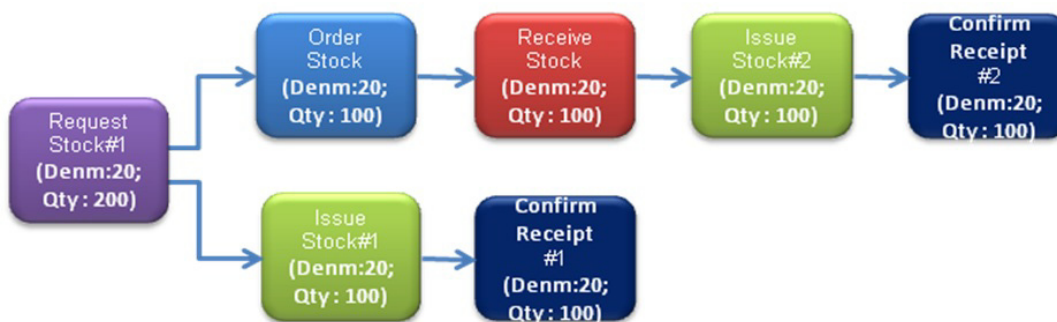 Order
Stock
(Denm:20;
Qty : 100)
Receive
Stock
(Denm:20;
Qty : 100)
Issue
Stock#2
(Denm:20;
Qty : 100)
Confirm
Receipt
#2
(Denm:20;
Qty : 100)
Request
Stock#1
(Denm:20;
Qty : 200)
Issue
Stock#1
(Denm:20;
Qty : 100)
Confirm
Receipt
#1
(Denm:20;
Qty : 100)